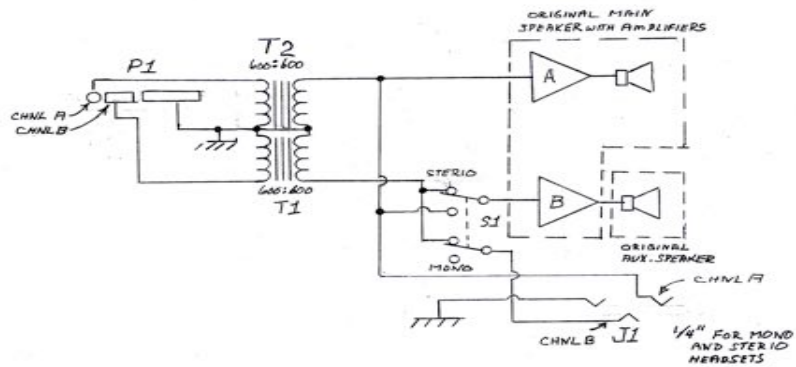 ORIGINAL MAIN
SPEAKER WITH AMPLIFIERS
T2
600:600
P1
A
CHNL A
CHNL B
600:600
T1
STERIO
S1
B
MONO
ORIGINAL
AUX. SPEAKER
CHNL A
CHNL B
J1
1/4" FOR MONO
AND STERIO
HEADSETS